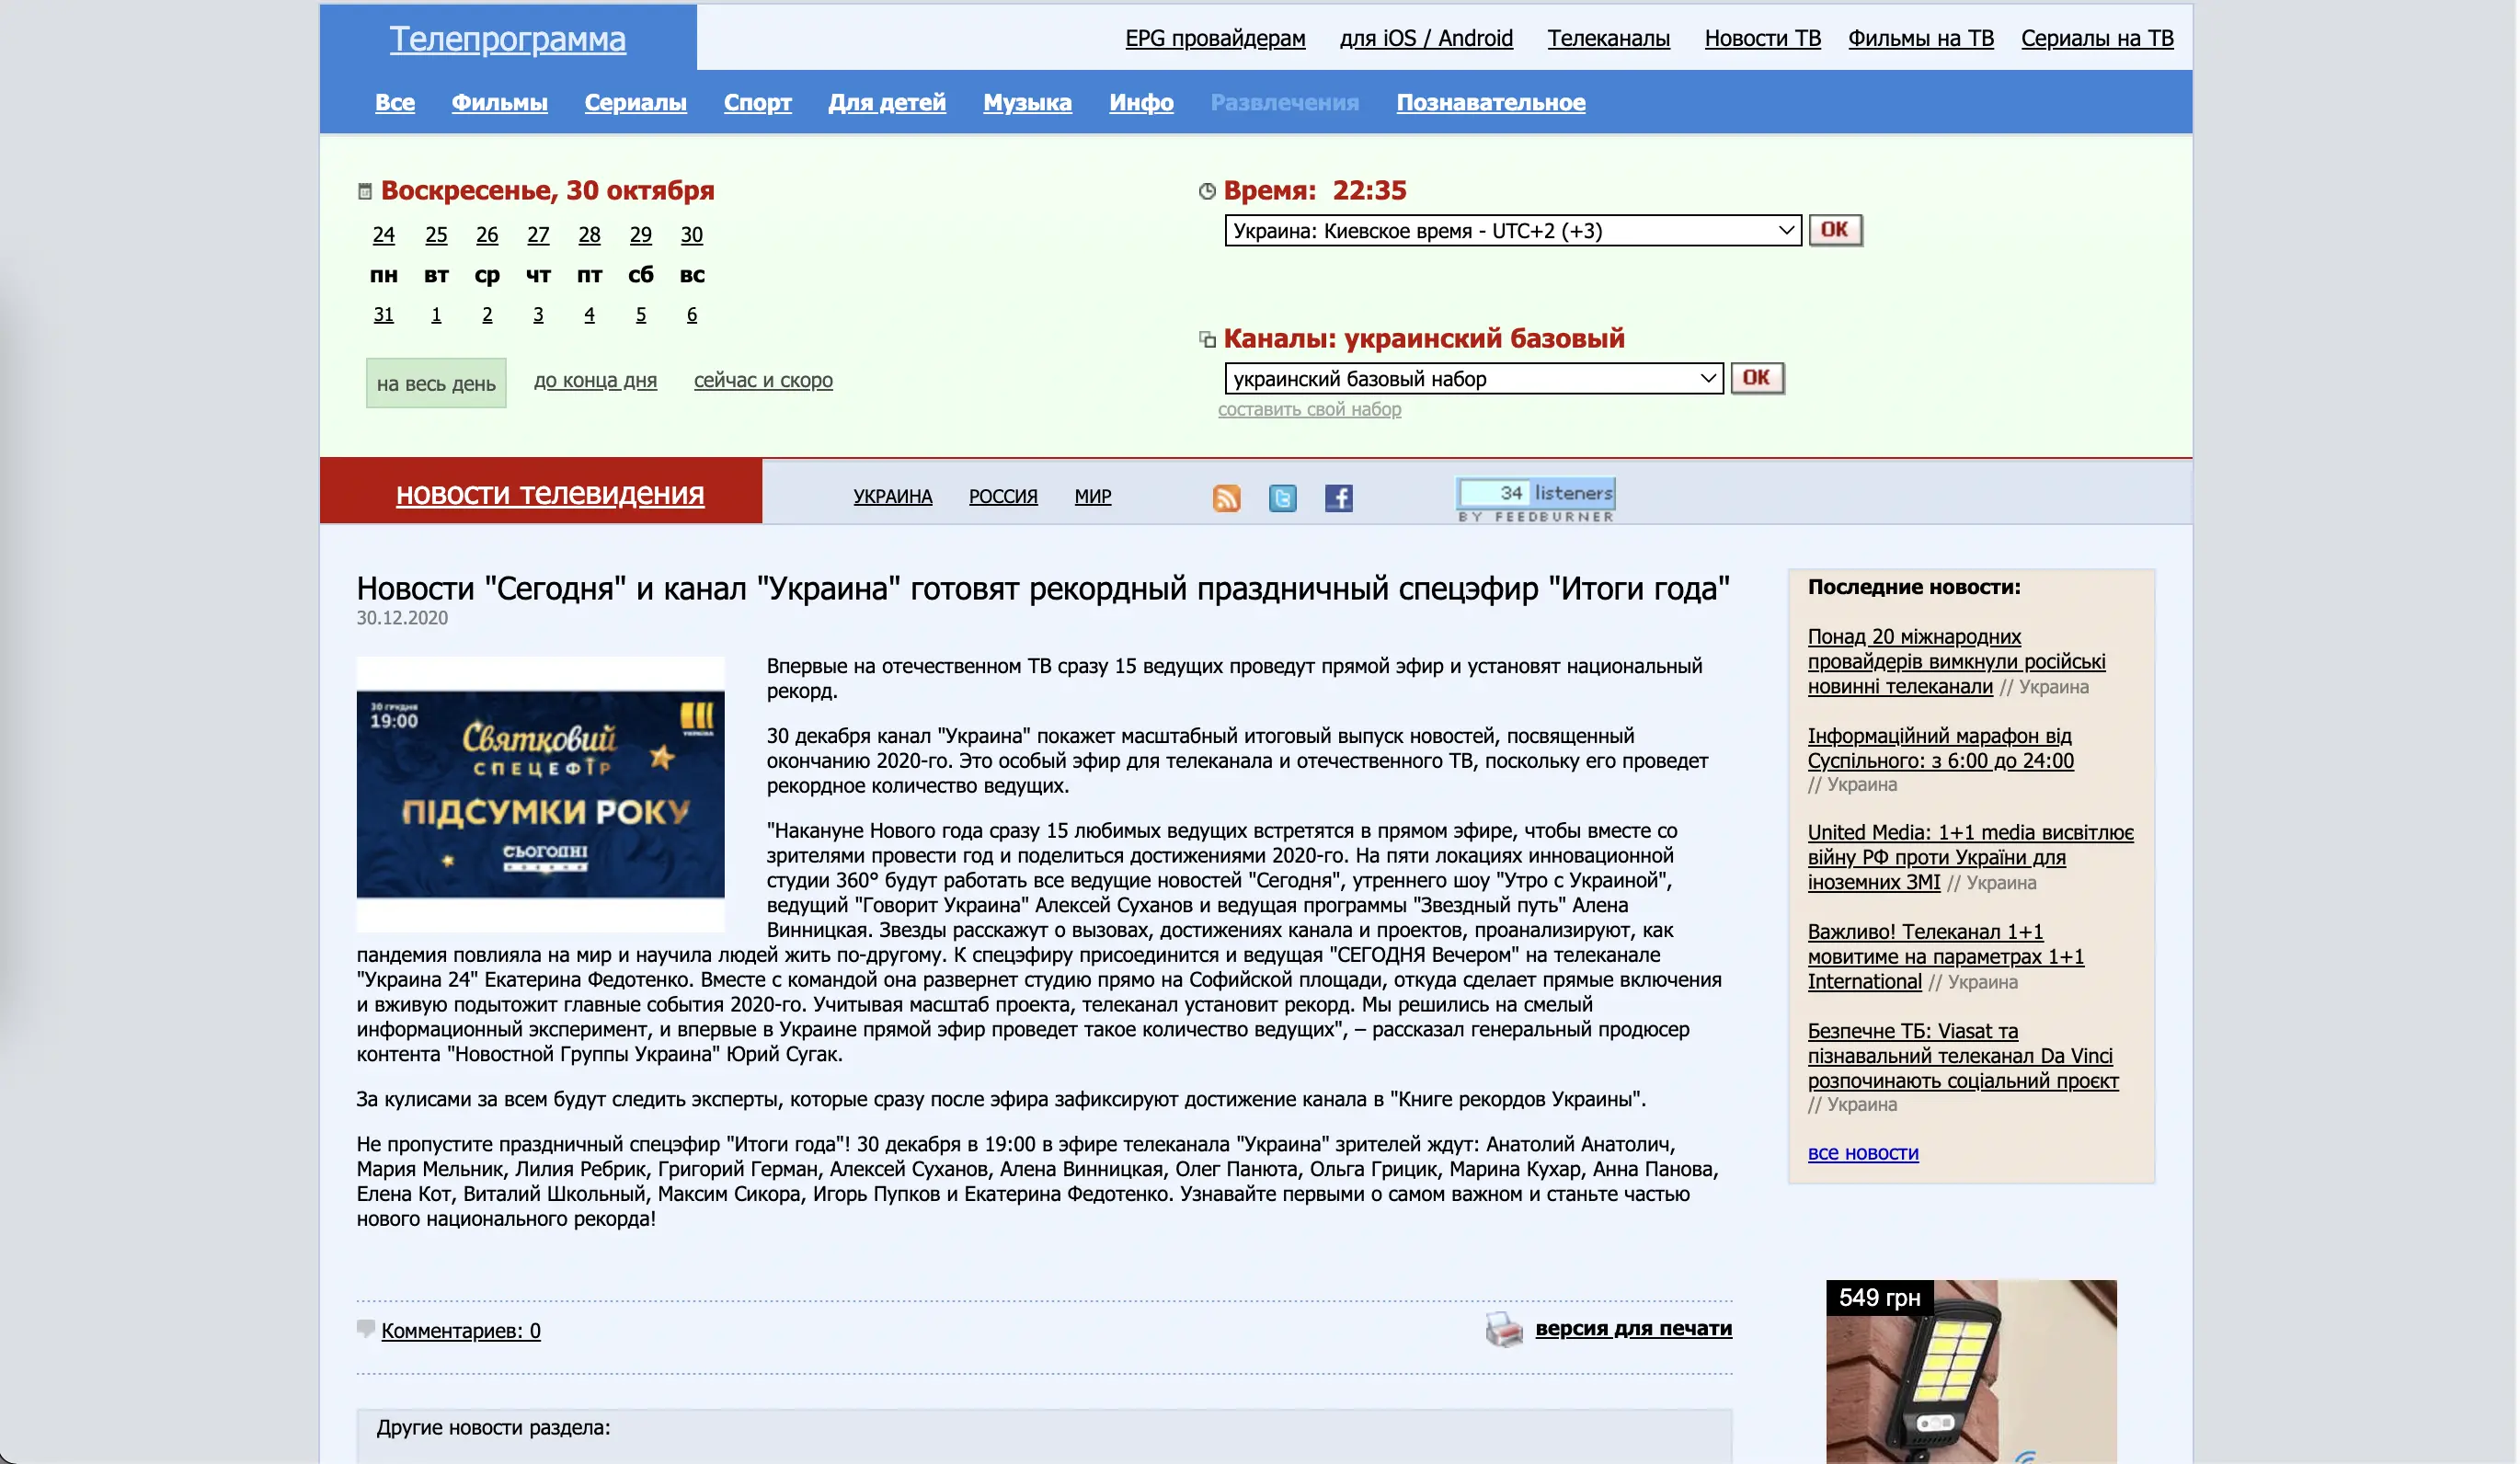 Телепрограмма
EPG провайдерам для iOS / Android Телеканалы Новости ТВ Фильмы на ТВ Сериалы на ТВ
Все Фильмы Сериалы Спорт Для детей Музыка Инфо Развлечения Познавательное
Воскресенье, 30 октября
24 25 26 27 28 29 30
пн вт ср чт пт сб вс
31 1 2 3 4 5 6
на весь день до конца дня сейчас и скоро
Время: 22:35
Украина: Киевское время - UTC+2 (+3) OK
Каналы: украинский базовый
украинский базовый набор OK
составить свой набор
новости телевидения УКРАИНА РОССИЯ МИР 34 listeners
BY FEEDBURNER
Новости "Сегодня" и канал "Украина" готовят рекордный праздничный спецэфир "Итоги года"
30.12.2020
30 грудня
19:00
УКРАЇНА
Святковий
СПЕЦЕФІР
ПІДСУМКИ РОКУ
СЬОГОДНІ
Впервые на отечественном ТВ сразу 15 ведущих проведут прямой эфир и установят национальный
рекорд.
30 декабря канал "Украина" покажет масштабный итоговый выпуск новостей, посвященный
окончанию 2020-го. Это особый эфир для телеканала и отечественного ТВ, поскольку его проведет
рекордное количество ведущих.
"Накануне Нового года сразу 15 любимых ведущих встретятся в прямом эфире, чтобы вместе со
зрителями провести год и поделиться достижениями 2020-го. На пяти локациях инновационной
студии 360° будут работать все ведущие новостей "Сегодня", утреннего шоу "Утро с Украиной",
ведущий "Говорит Украина" Алексей Суханов и ведущая программы "Звездный путь" Алена
Винницкая. Звезды расскажут о вызовах, достижениях канала и проектов, проанализируют, как
пандемия повлияла на мир и научила людей жить по-другому. К спецэфиру присоединится и ведущая "СЕГОДНЯ Вечером" на телеканале
"Украина 24" Екатерина Федотенко. Вместе с командой она развернет студию прямо на Софийской площади, откуда сделает прямые включения
и вживую подытожит главные события 2020-го. Учитывая масштаб проекта, телеканал установит рекорд. Мы решились на смелый
информационный эксперимент, и впервые в Украине прямой эфир проведет такое количество ведущих", – рассказал генеральный продюсер
контента "Новостной Группы Украина" Юрий Сугак.
За кулисами за всем будут следить эксперты, которые сразу после эфира зафиксируют достижение канала в "Книге рекордов Украины".
Не пропустите праздничный спецэфир "Итоги года"! 30 декабря в 19:00 в эфире телеканала "Украина" зрителей ждут: Анатолий Анатолич,
Мария Мельник, Лилия Ребрик, Григорий Герман, Алексей Суханов, Алена Винницкая, Олег Панюта, Ольга Грицик, Марина Кухар, Анна Панова,
Елена Кот, Виталий Школьный, Максим Сикора, Игорь Пупков и Екатерина Федотенко. Узнавайте первыми о самом важном и станьте частью
нового национального рекорда!
Комментариев: 0 версия для печати
Другие новости раздела:
Последние новости:
Понад 20 міжнародних
провайдерів вимкнули російські
новинні телеканали // Украина
Інформаційний марафон від
Суспільного: з 6:00 до 24:00
// Украина
United Media: 1+1 media висвітлює
війну РФ проти України для
іноземних ЗМІ // Украина
Важливо! Телеканал 1+1
мовитиме на параметрах 1+1
International // Украина
Безпечне ТБ: Viasat та
пізнавальний телеканал Da Vinci
розпочинають соціальний проєкт
// Украина
все новости
549 грн